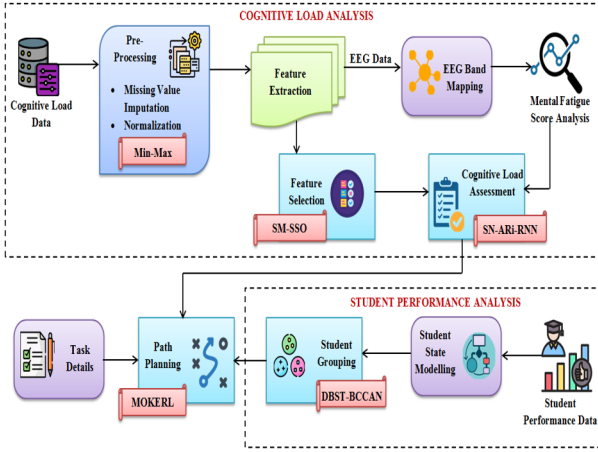 COGNITIVE LOAD ANALYSIS
Cognitive Load
Data
Pre-
Processing
• Missing Value
Imputation
• Normalization
Min-Max
Feature
Extraction
EEG Data
EEG Band
Mapping
Mental Fatigue
Score Analysis
Feature
Selection
SM-SSO
Cognitive Load
Assessment
SN-ARi-RNN
STUDENT PERFORMANCE ANALYSIS
Task
Details
Path
Planning
MOKERL
Student
Grouping
DBST-BCCAN
Student
State
Modelling
Student
Performance Data